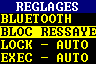 REGLAGES
BLUETOOTH
BLOC RESSAYE
LOCK - AUTO
EXEC - AUTO